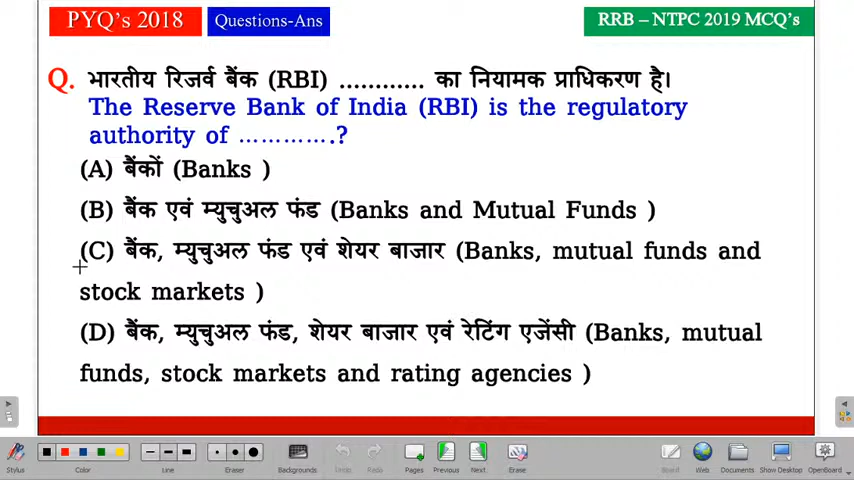 PYQ's 2018 Questions-Ans RRB – NTPC 2019 MCQ's
Q. भारतीय रिजर्व बैंक (RBI) ............ का नियामक प्राधिकरण है।
The Reserve Bank of India (RBI) is the regulatory
authority of ………….?
(A) बैंकों (Banks )
(B) बैंक एवं म्युचुअल फंड (Banks and Mutual Funds )
(C) बैंक, म्युचुअल फंड एवं शेयर बाजार (Banks, mutual funds and
stock markets )
(D) बैंक, म्युचुअल फंड, शेयर बाजार एवं रेटिंग एजेंसी (Banks, mutual
funds, stock markets and rating agencies )
Stylus Color Line Eraser Backgrounds Undo Redo Pages Previous Next Erase Board Web Documents Show Desktop OpenBoard